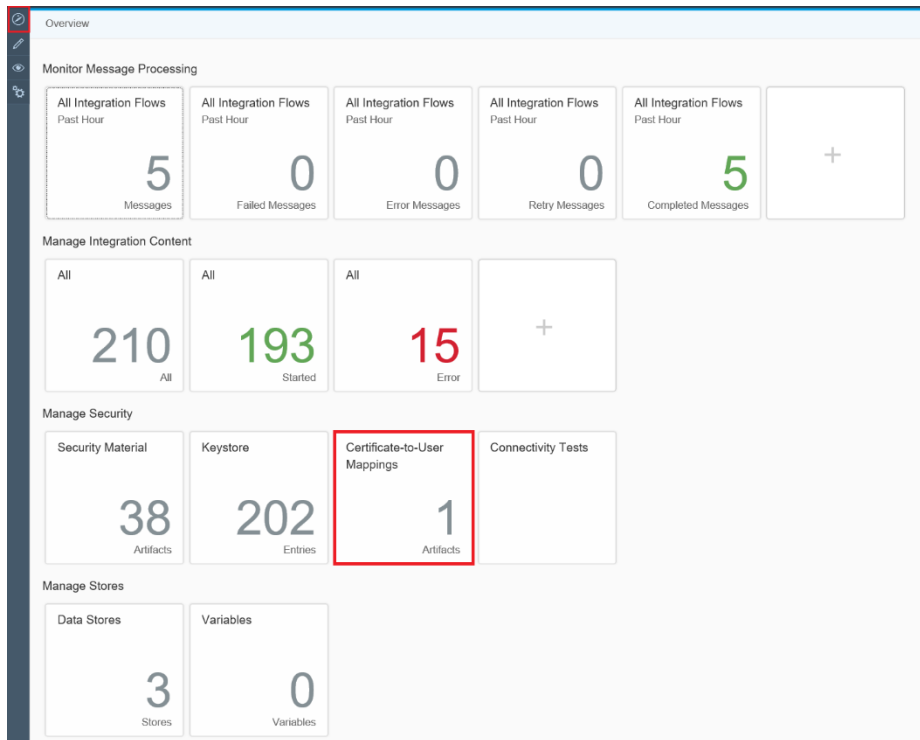 Overview
Monitor Message Processing
All Integration Flows
Past Hour
5
Messages
All Integration Flows
Past Hour
0
Failed Messages
All Integration Flows
Past Hour
0
Error Messages
All Integration Flows
Past Hour
0
Retry Messages
All Integration Flows
Past Hour
5
Completed Messages
+
Manage Integration Content
All
210
All
All
193
Started
All
15
Error
+
Manage Security
Security Material
38
Artifacts
Keystore
202
Entries
Certificate-to-User
Mappings
1
Artifacts
Connectivity Tests
Manage Stores
Data Stores
3
Stores
Variables
0
Variables